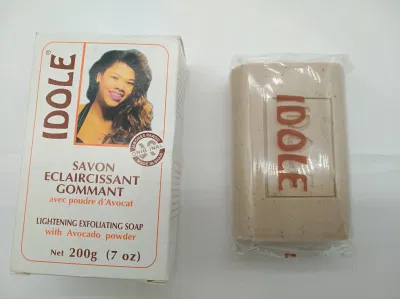 IDOLE®
SAVON
ECLAIRCISSANT
GOMMANT
avec poudre d'Avocat
LIGHTENING EXFOLIATING SOAP
with Avocado powder
Net 200g (7 oz)
IDOLE